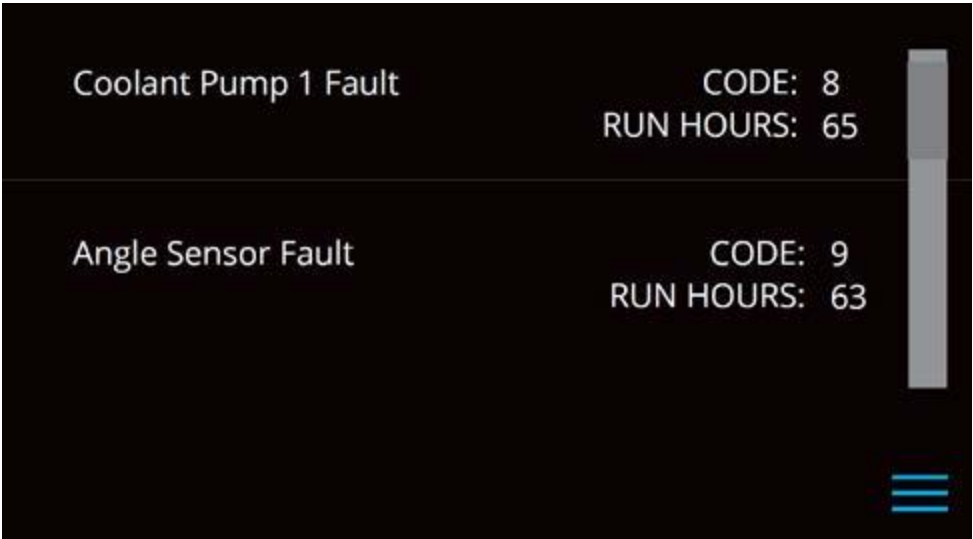 Coolant Pump 1 Fault CODE: 8
RUN HOURS: 65
Angle Sensor Fault CODE: 9
RUN HOURS: 63